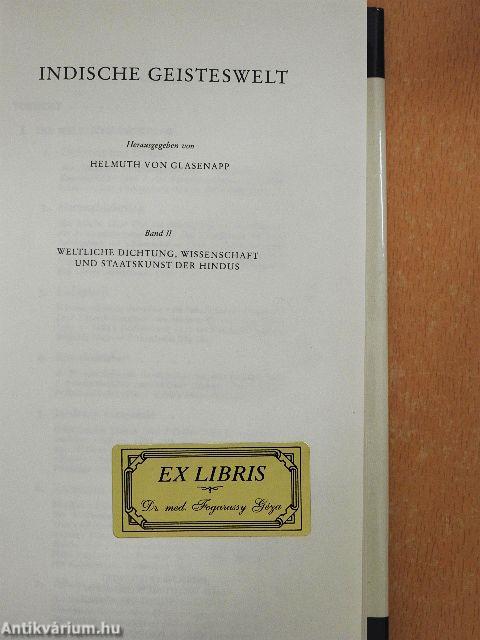 INDISCHE GEISTESWELT
Herausgegeben von
HELMUTH VON GLASENAPP
Band II
WELTLICHE DICHTUNG, WISSENSCHAFT
UND STAATSKUNST DER HINDUS
EX LIBRIS
Dr. med. Fogarassy Géza
Antikvárium.hu